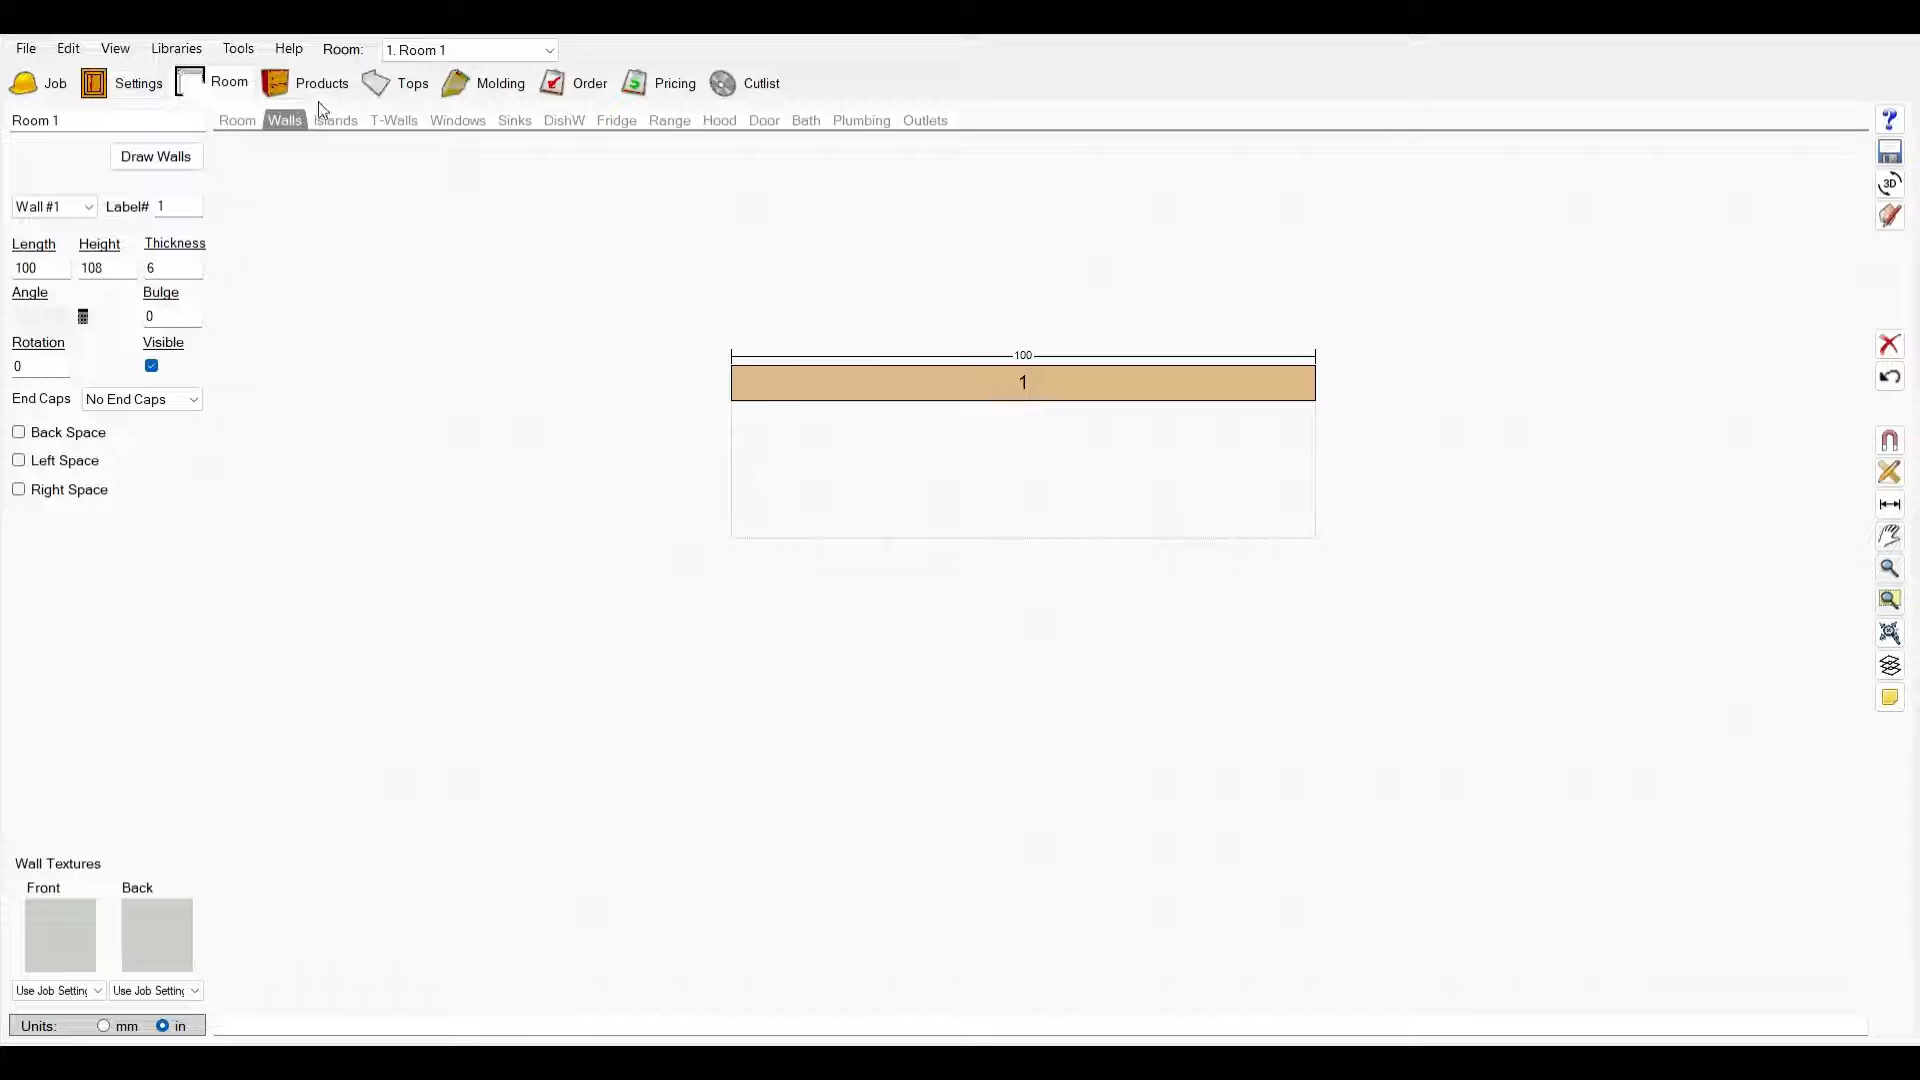 File Edit View Libraries Tools Help Room: 1. Room 1
Job Settings Room Products Tops Molding Order Pricing Cutlist
Room 1 Room Walls Islands T-Walls Windows Sinks DishW Fridge Range Hood Door Bath Plumbing Outlets
?
Draw Walls
3D
Wall #1 Label# 1
Length Height Thickness
100 108 6
Angle Bulge
0
Rotation Visible
0
100
1
End Caps No End Caps
Back Space
Left Space
Right Space
Wall Textures
Front Back
Use Job Setting Use Job Setting
Units: mm in